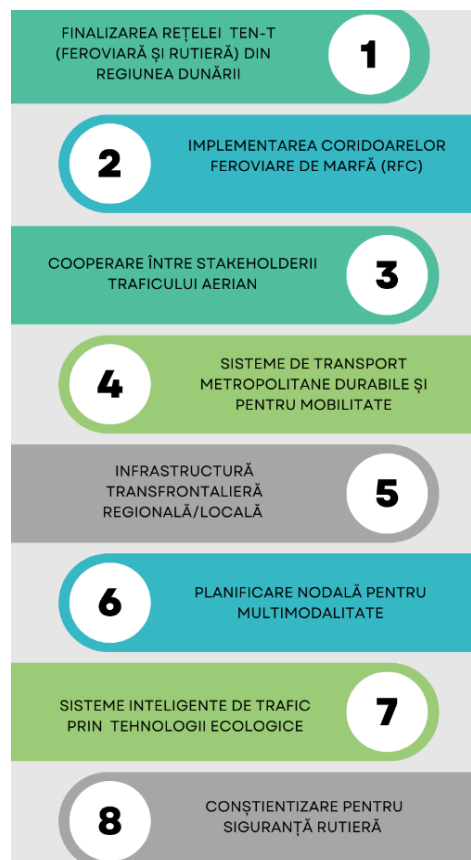 FINALIZAREA REȚELEI TEN-T
(FEROVIARĂ ȘI RUTIERĂ) DIN
REGIUNEA DUNĂRII
1
2
IMPLEMENTAREA CORIDOARELOR
FEROVIARE DE MARFĂ (RFC)
COOPERARE ÎNTRE STAKEHOLDERII
TRAFICULUI AERIAN
3
4
SISTEME DE TRANSPORT
METROPOLITANE DURABILE ȘI
PENTRU MOBILITATE
INFRASTRUCTURĂ
TRANSFRONTALIERĂ
REGIONALĂ/LOCALĂ
5
6
PLANIFICARE NODALĂ PENTRU
MULTIMODALITATE
SISTEME INTELIGENTE DE TRAFIC
PRIN TEHNOLOGII ECOLOGICE
7
8
CONȘTIENTIZARE PENTRU
SIGURANȚĂ RUTIERĂ